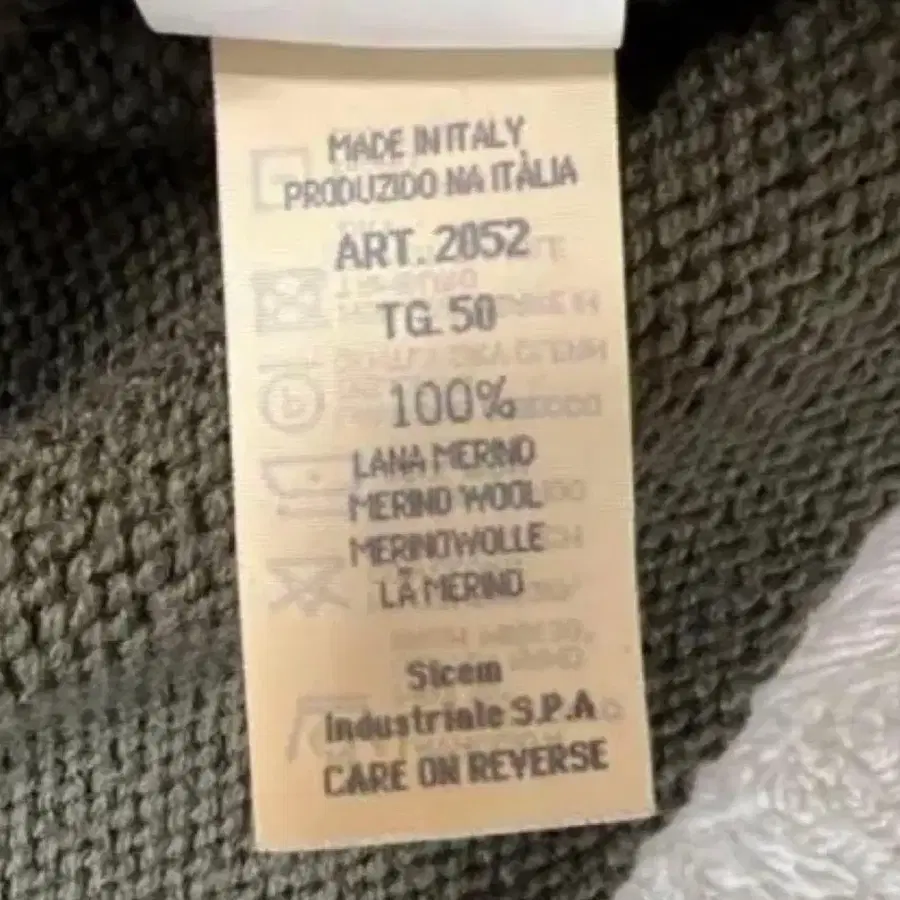 MADE IN ITALY
PRODUZIDO NA ITÀLIA
ART. 2052
TG. 50
100%
LANA MERINO
MERINO WOOL
MERINOWOLLE
LÃ MERINO
Sicem
Industriale S.P.A
CARE ON REVERSE